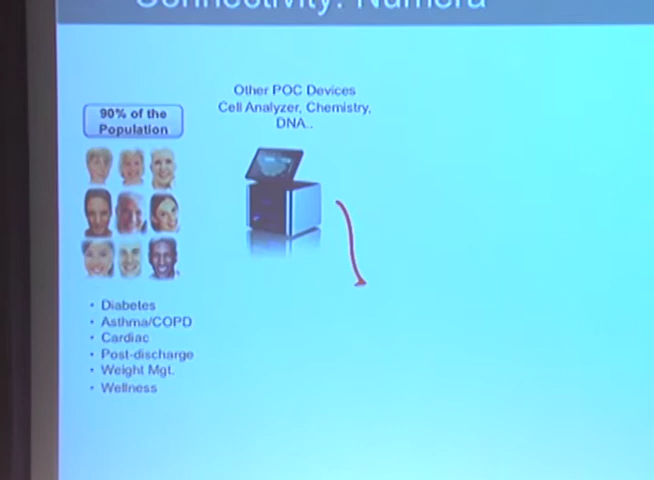 Connectivity: Numera
Other POC Devices
Cell Analyzer, Chemistry,
DNA..
90% of the
Population
• Diabetes
• Asthma/COPD
• Cardiac
• Post-discharge
• Weight Mgt.
• Wellness